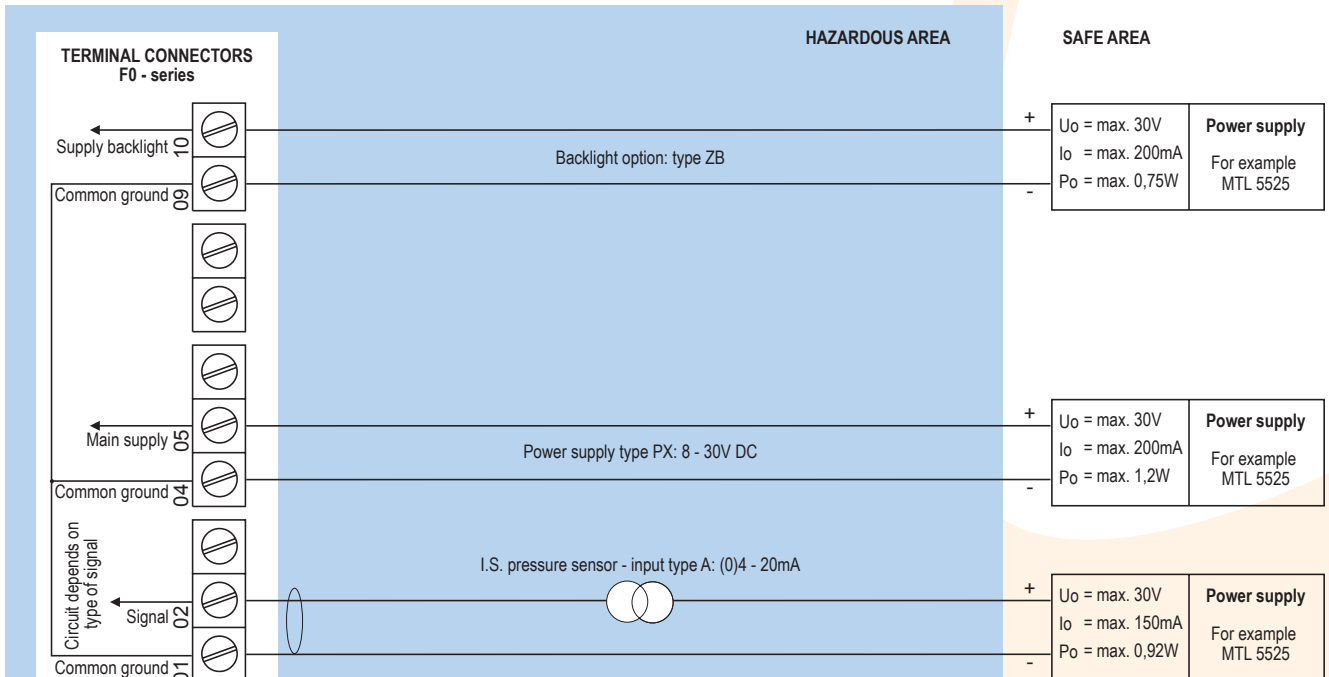 HAZARDOUS AREA
SAFE AREA
TERMINAL CONNECTORS
F0 - series
Supply backlight
10
Common ground
09
Backlight option: type ZB
+
-
Uo = max. 30V
Io = max. 200mA
Po = max. 0,75W
Power supply
For example
MTL 5525
Main supply
05
Common ground
04
Power supply type PX: 8 - 30V DC
+
-
Uo = max. 30V
Io = max. 200mA
Po = max. 1,2W
Power supply
For example
MTL 5525
Circuit depends on
type of signal
Signal
02
Common ground
01
I.S. pressure sensor - input type A: (0)4 - 20mA
+
-
Uo = max. 30V
Io = max. 150mA
Po = max. 0,92W
Power supply
For example
MTL 5525